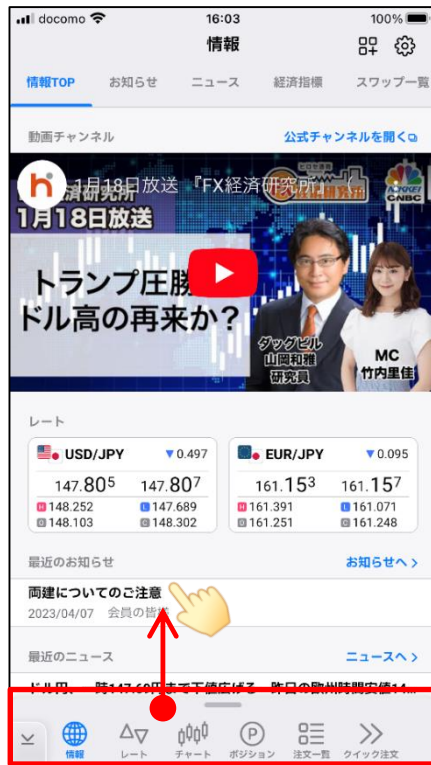 docomo 16:03 100%
情報
情報TOP お知らせ ニュース 経済指標 スワップ一覧
動画チャンネル 公式チャンネルを開く
1月18日放送 『FX経済研究所』
1月18日放送
トランプ圧勝
ドル高の再来か?
ダッグビル
山岡和雅
研究員
MC
竹内里佳
CNBC
レート
USD/JPY ▼0.497 EUR/JPY ▼0.095
147.805 147.807 161.153 161.157
H 148.252 L 147.689 H 161.391 L 161.071
O 148.103 C 148.302 O 161.251 C 161.248
最近のお知らせ お知らせへ >
両建についてのご注意
2023/04/07 会員の皆様
最近のニュース ニュースへ >
情報 レート チャート ポジション 注文一覧 クイック注文